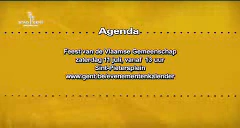 Agenda
Feest van de Vlaamse Gemeenschap
zaterdag 11 juli vanaf 13 uur
Sint-Pietersplein
www.gent.be/evenementenkalender